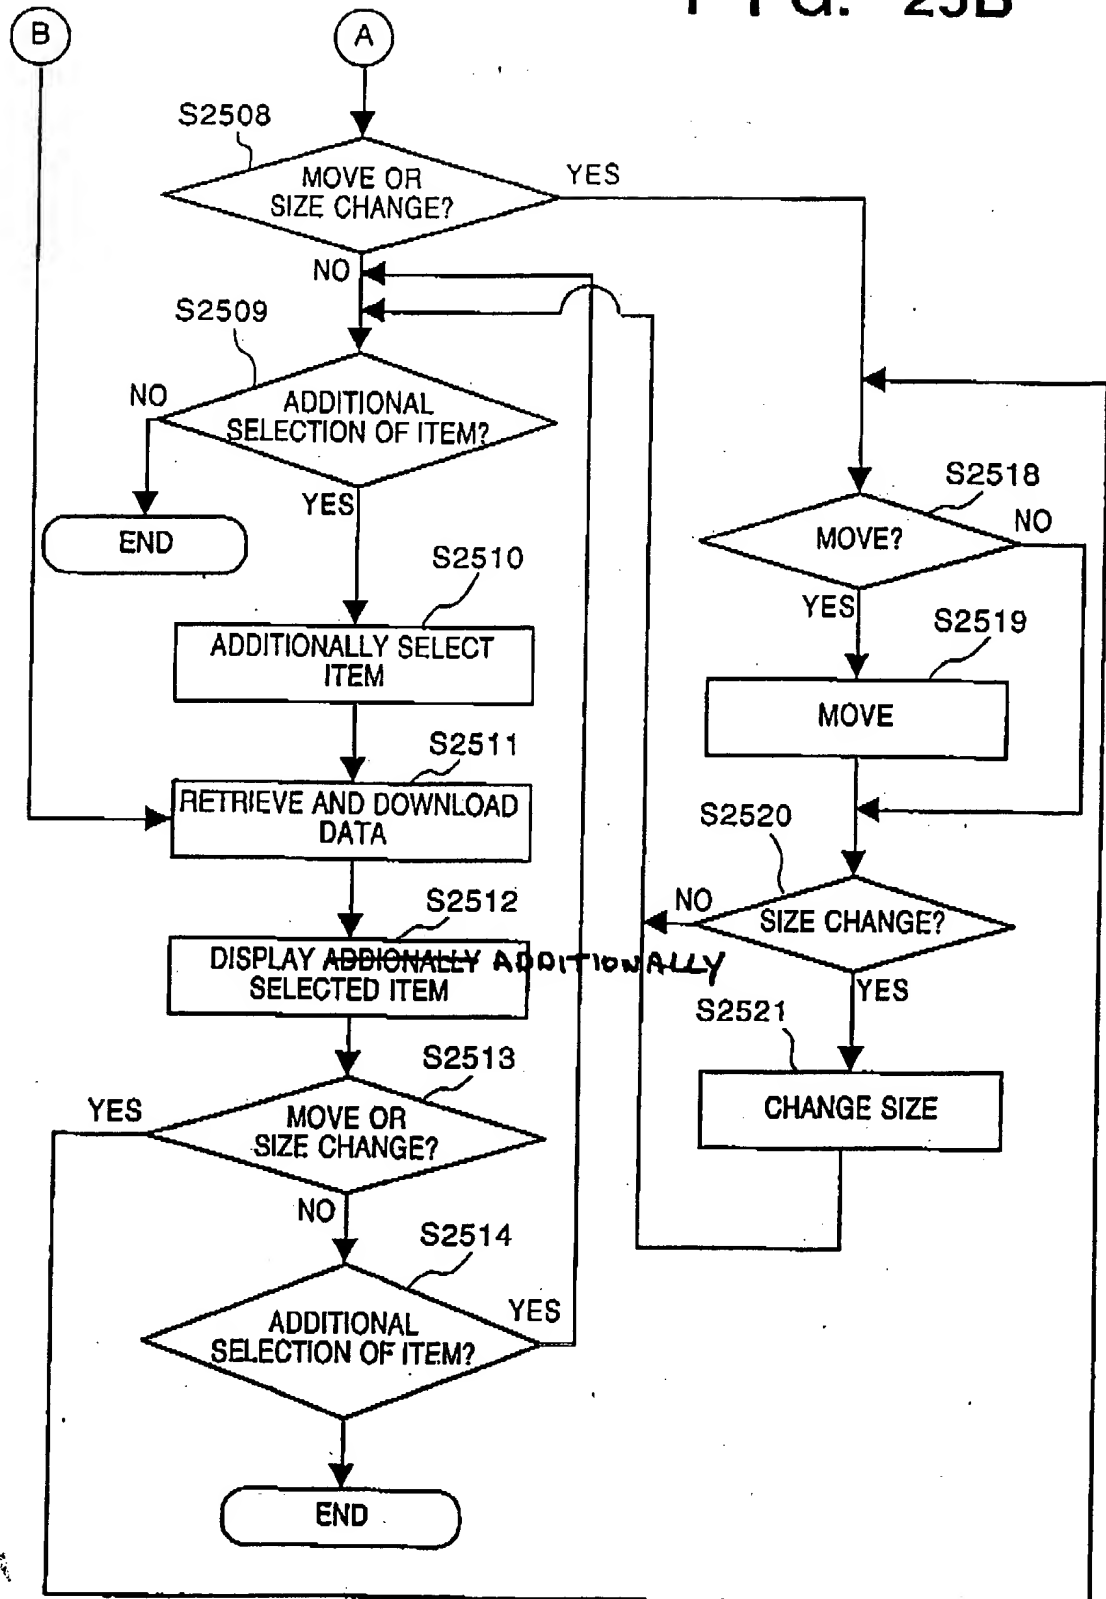 FIG. 25B
B
A
S2508
MOVE OR
SIZE CHANGE?
YES
NO
S2509
NO
ADDITIONAL
SELECTION OF ITEM?
YES
END
S2510
ADDITIONALLY SELECT
ITEM
S2511
RETRIEVE AND DOWNLOAD
DATA
S2512
DISPLAY ADDIONALLY ADDITIONALLY
SELECTED ITEM
S2513
YES
MOVE OR
SIZE CHANGE?
NO
S2514
YES
ADDITIONAL
SELECTION OF ITEM?
END
S2518
NO
MOVE?
YES
S2519
MOVE
S2520
NO
SIZE CHANGE?
YES
S2521
CHANGE SIZE